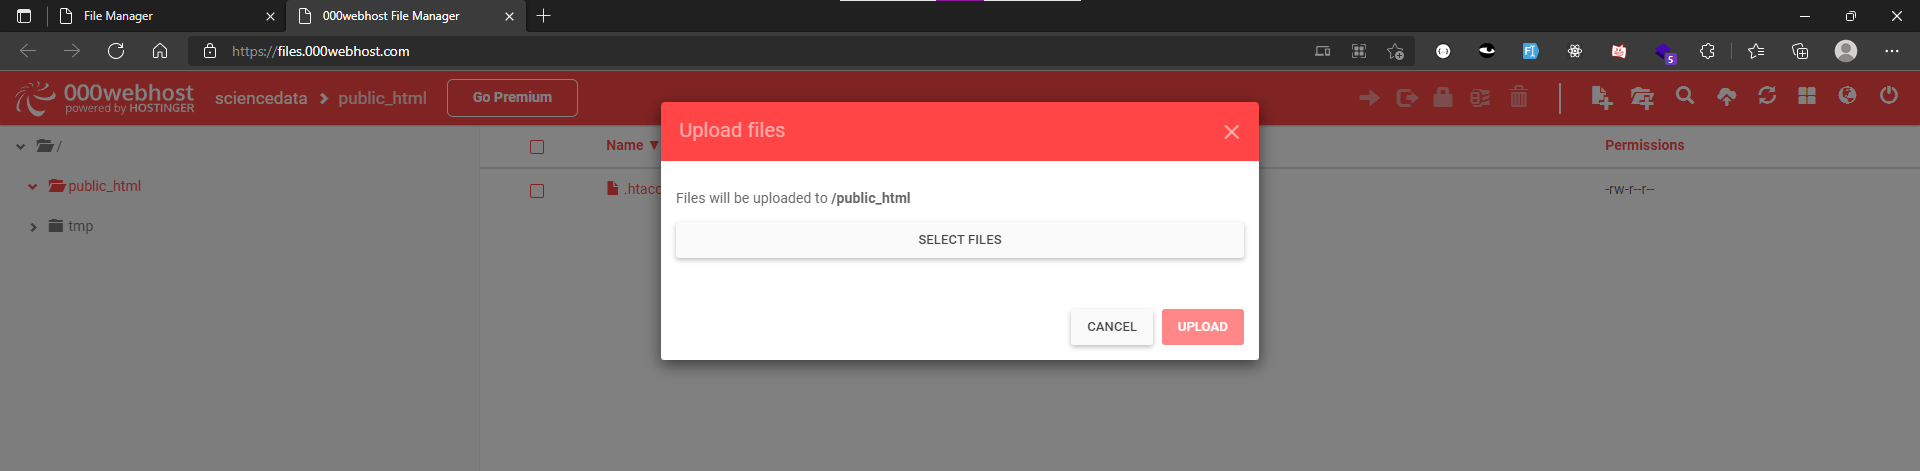 File Manager
000webhost File Manager
https://files.000webhost.com
5
000webhost
powered by HOSTINGER
sciencedata > public_html
Go Premium
Upload files
/
Name
Permissions
public_html
-rw-r--r--
Files will be uploaded to /public_html
tmp
SELECT FILES
CANCEL
UPLOAD